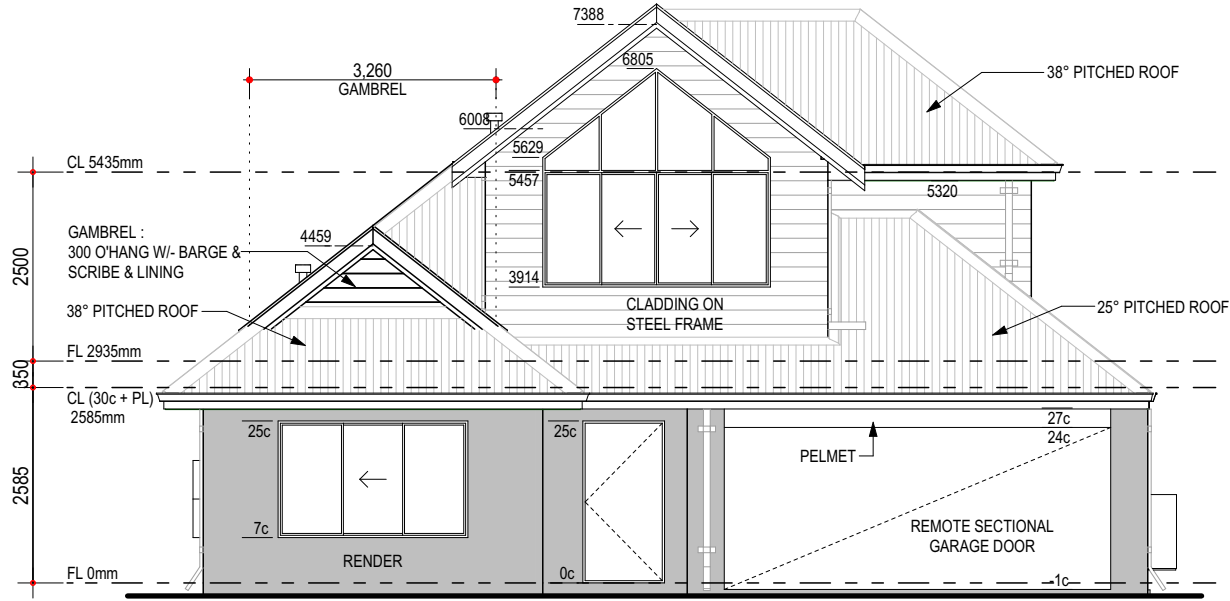 7388
3,260
GAMBREL
6805
38° PITCHED ROOF
6008
5629
CL 5435mm
5457
5320
GAMBREL :
300 O'HANG W/- BARGE &
SCRIBE & LINING
4459
2500
3914
CLADDING ON
STEEL FRAME
38° PITCHED ROOF
25° PITCHED ROOF
FL 2935mm
350
CL (30c + PL)
2585mm
25c
25c
27c
24c
PELMET
2585
7c
REMOTE SECTIONAL
GARAGE DOOR
RENDER
FL 0mm
0c
-1c